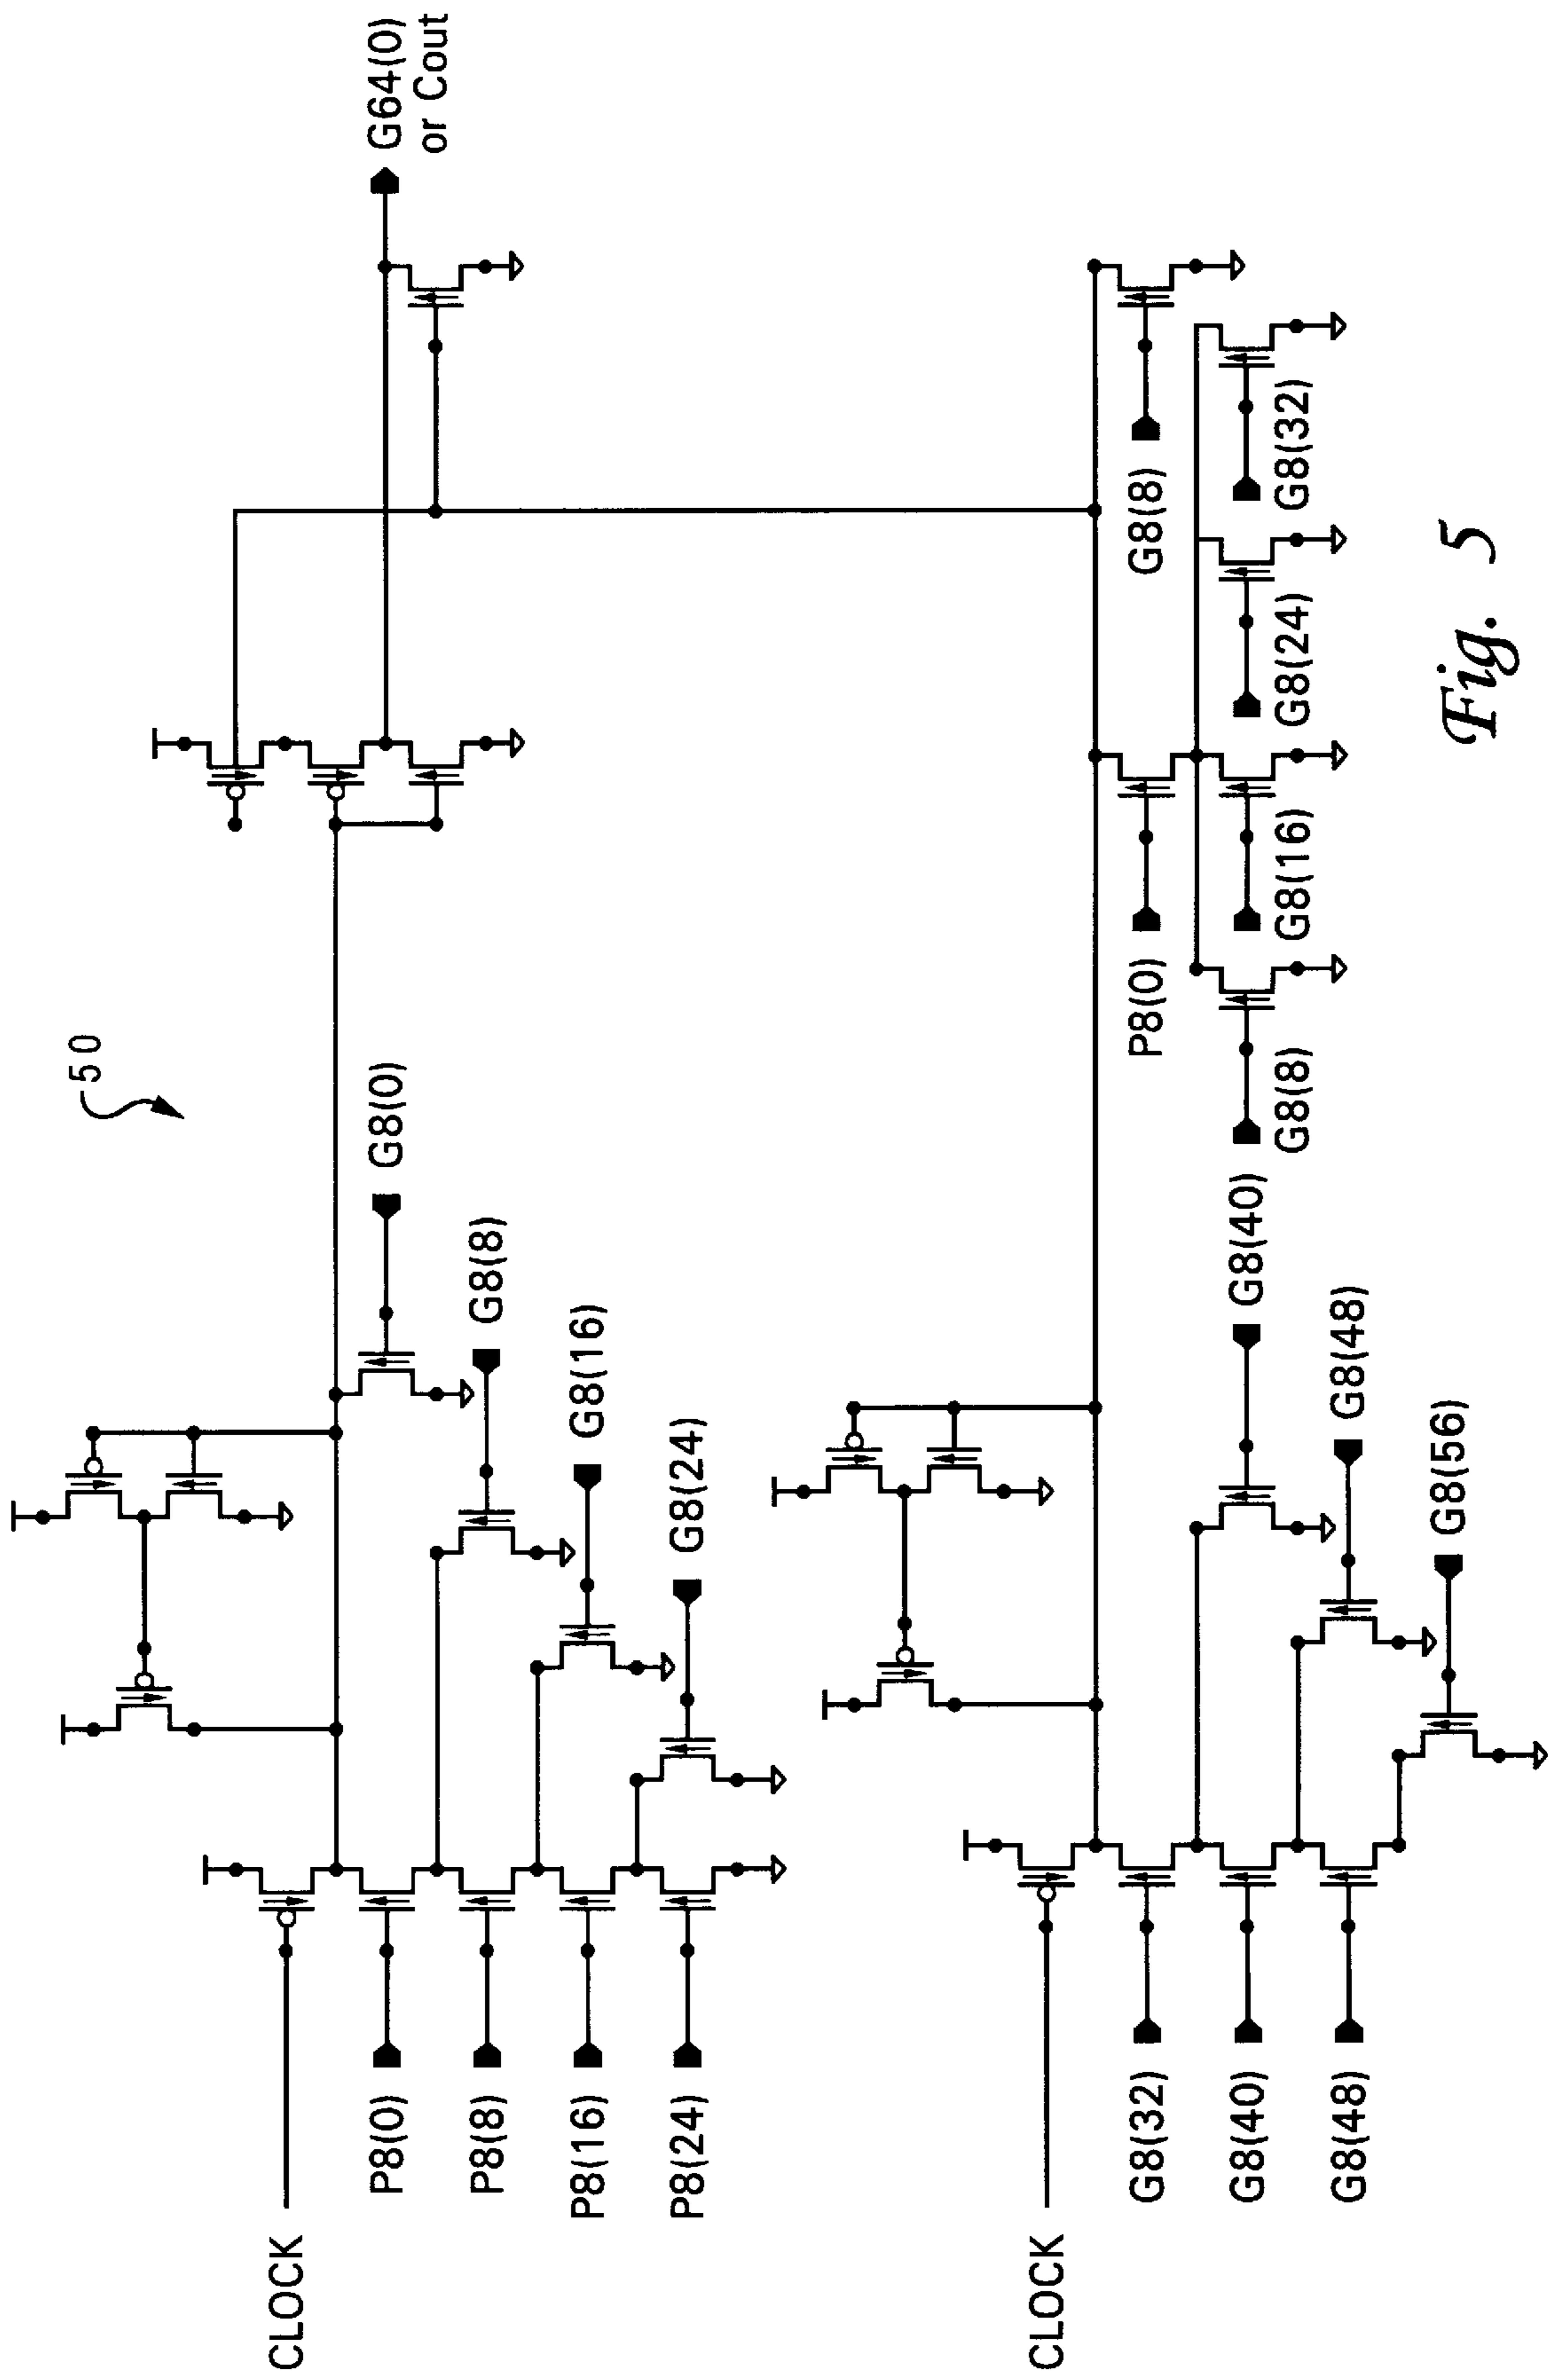 50
G64(0)
or Cout
CLOCK
P8(0)
P8(8)
P8(16)
P8(24)
G8(0)
G8(8)
G8(16)
G8(24)
CLOCK
G8(32)
G8(40)
G8(48)
G8(40)
G8(48)
G8(56)
P8(0)
G8(8)
G8(8)
G8(16)
G8(24)
G8(32)
Fig. 5